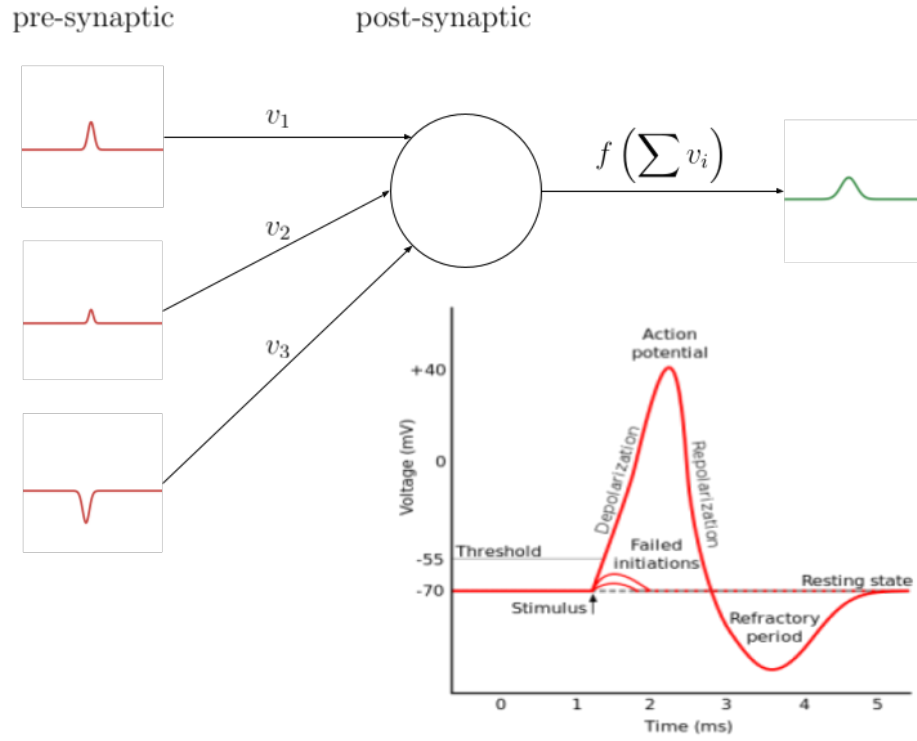 pre-synaptic
post-synaptic
v₁
v₂
v₃
f (∑ vᵢ)
Action
potential
+40
0
-55
-70
Voltage (mV)
Depolarization
Repolarization
Threshold
Failed
initiations
Resting state
Stimulus
Refractory
period
0 1 2 3 4 5
Time (ms)